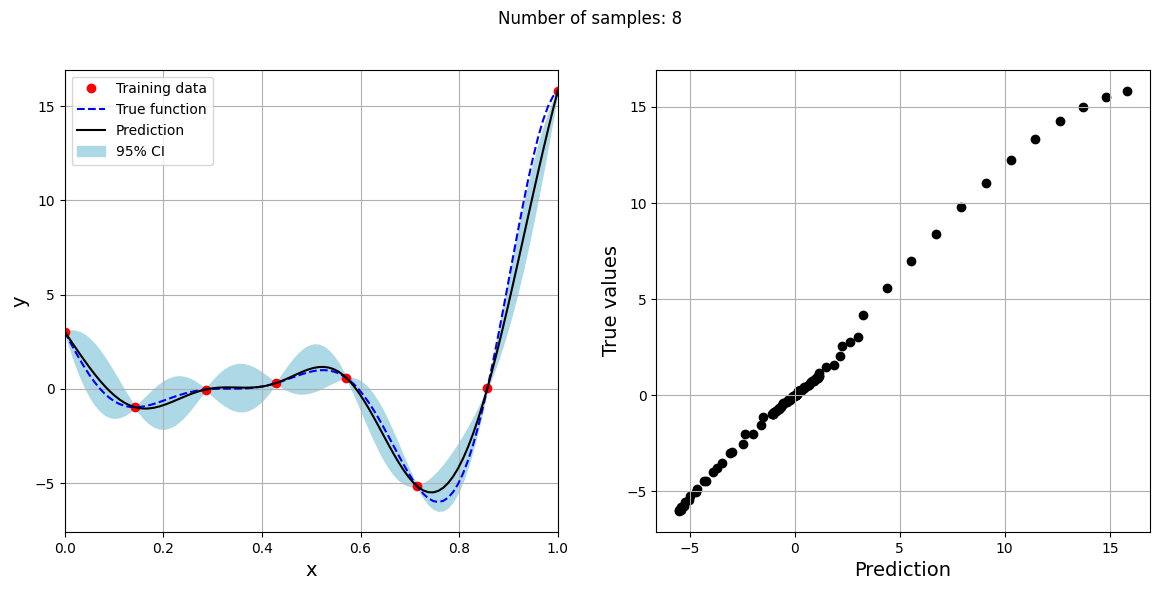 Number of samples: 8
Training data
True function
Prediction
95% CI
15
10
5
0
−5
y
0.0 0.2 0.4 0.6 0.8 1.0
x
15
10
5
0
−5
True values
−5 0 5 10 15
Prediction